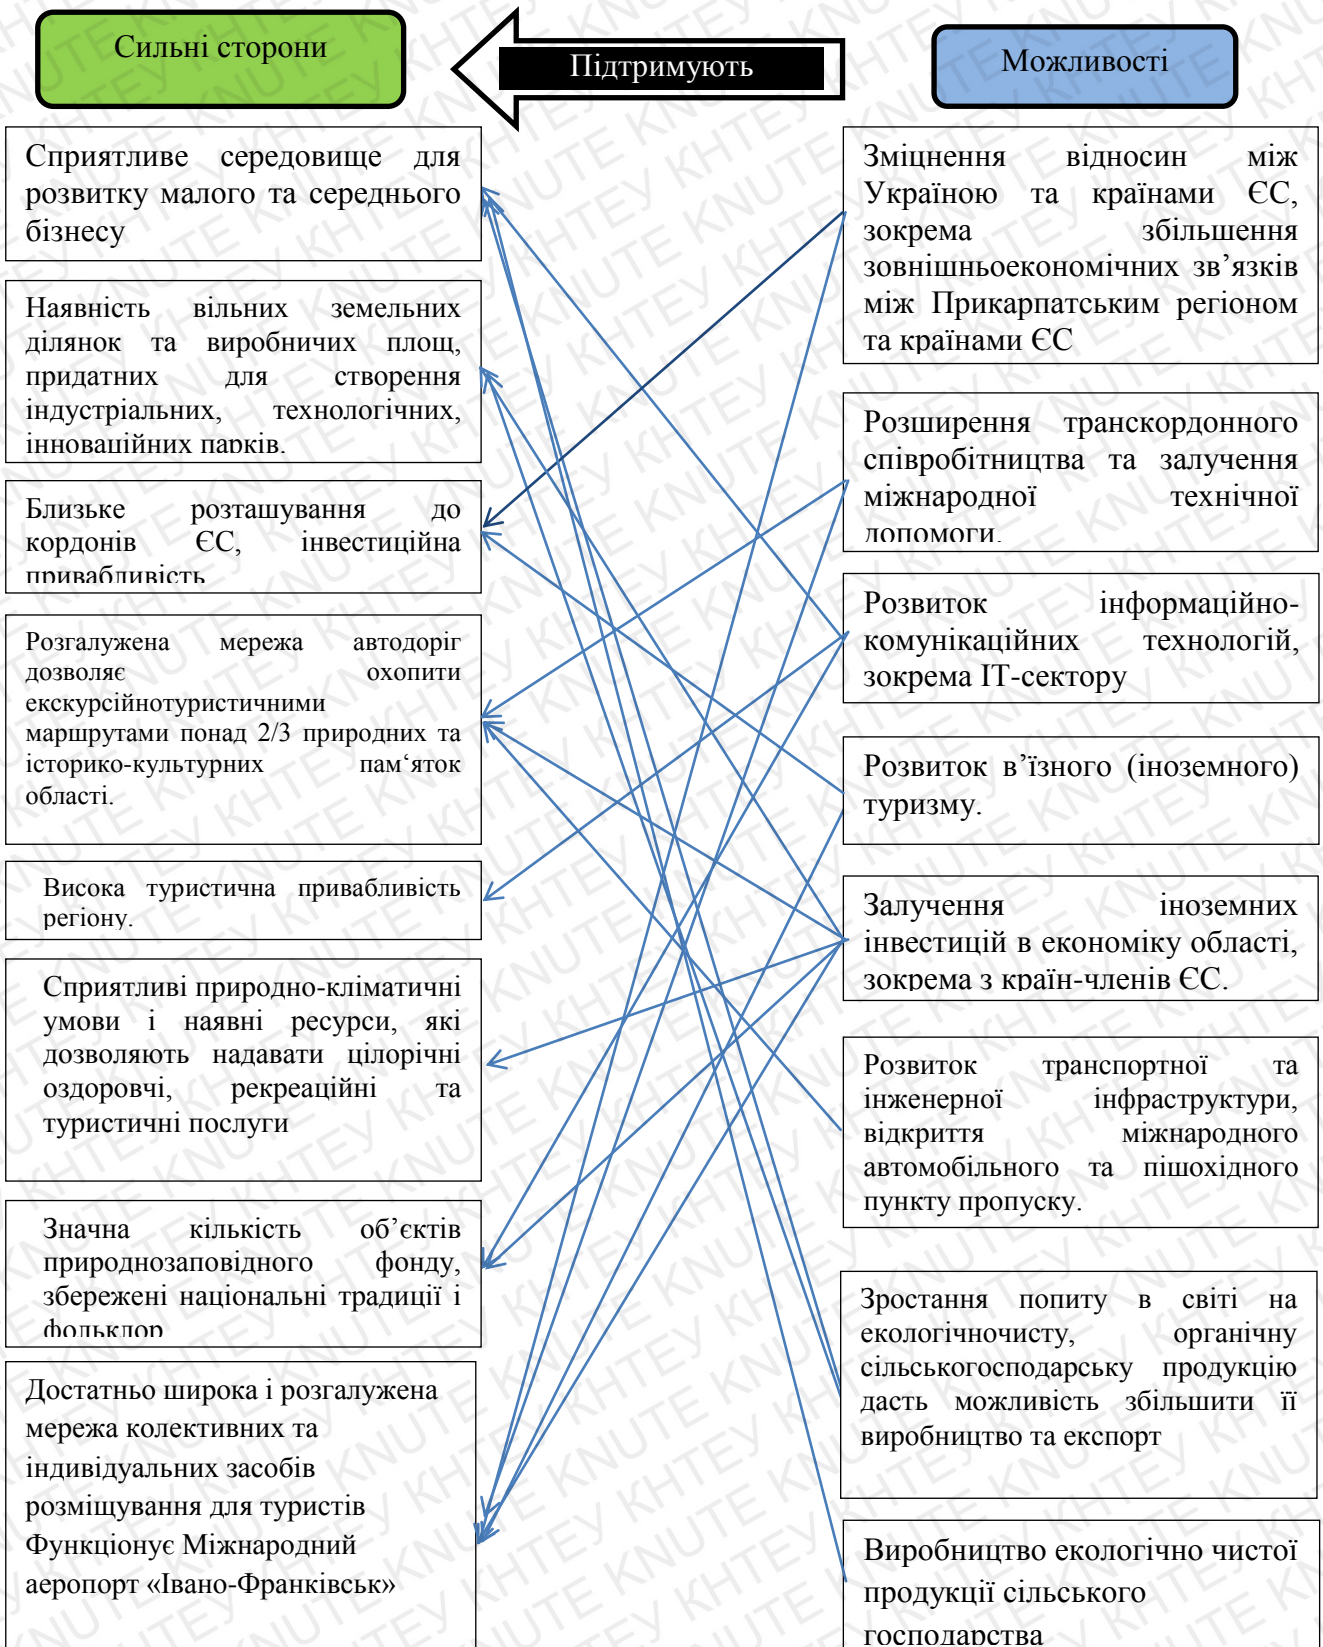 Сильні сторони
Підтримують
Можливості
Сприятливе середовище для
розвитку малого та середнього
бізнесу
Наявність вільних земельних
ділянок та виробничих площ,
придатних для створення
індустріальних, технологічних,
інноваційних парків.
Близьке розташування до
кордонів ЄС, інвестиційна
привабливість
Розгалужена мережа автодоріг
дозволяє охопити
екскурсійнотуристичними
маршрутами понад 2/3 природних та
історико-культурних пам‘яток
області.
Висока туристична привабливість
регіону.
Сприятливі природно-кліматичні
умови і наявні ресурси, які
дозволяють надавати цілорічні
оздоровчі, рекреаційні та
туристичні послуги
Значна кількість об’єктів
природнозаповідного фонду,
збережені національні традиції і
фольклор
Достатньо широка і розгалужена
мережа колективних та
індивідуальних засобів
розміщування для туристів
Функціонує Міжнародний
аеропорт «Івано-Франківськ»
Зміцнення відносин між
Україною та країнами ЄС,
зокрема збільшення
зовнішньоекономічних зв’язків
між Прикарпатським регіоном
та країнами ЄС
Розширення транскордонного
співробітництва та залучення
міжнародної технічної
допомоги.
Розвиток інформаційно-
комунікаційних технологій,
зокрема ІТ-сектору
Розвиток в’їзного (іноземного)
туризму.
Залучення іноземних
інвестицій в економіку області,
зокрема з країн-членів ЄС.
Розвиток транспортної та
інженерної інфраструктури,
відкриття міжнародного
автомобільного та пішохідного
пункту пропуску.
Зростання попиту в світі на
екологічночисту, органічну
сільськогосподарську продукцію
дасть можливість збільшити її
виробництво та експорт
Виробництво екологічно чистої
продукції сільського
господарства